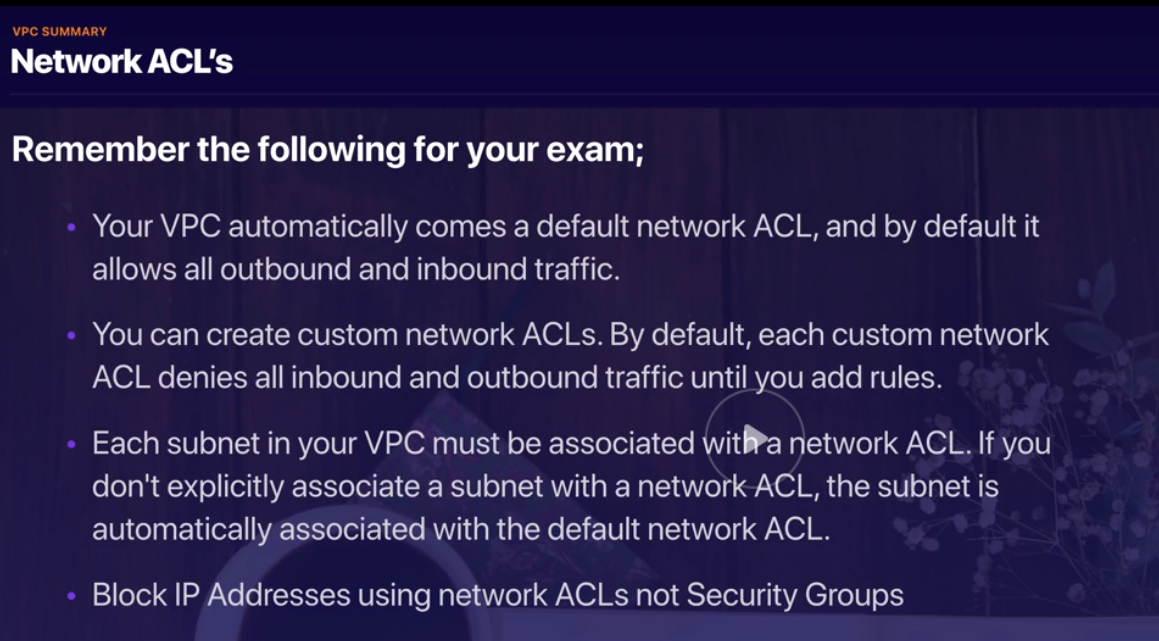 VPC SUMMARY
Network ACL's
Remember the following for your exam;
• Your VPC automatically comes a default network ACL, and by default it
allows all outbound and inbound traffic.
• You can create custom network ACLs. By default, each custom network
ACL denies all inbound and outbound traffic until you add rules.
• Each subnet in your VPC must be associated with a network ACL. If you
don't explicitly associate a subnet with a network ACL, the subnet is
automatically associated with the default network ACL.
• Block IP Addresses using network ACLs not Security Groups